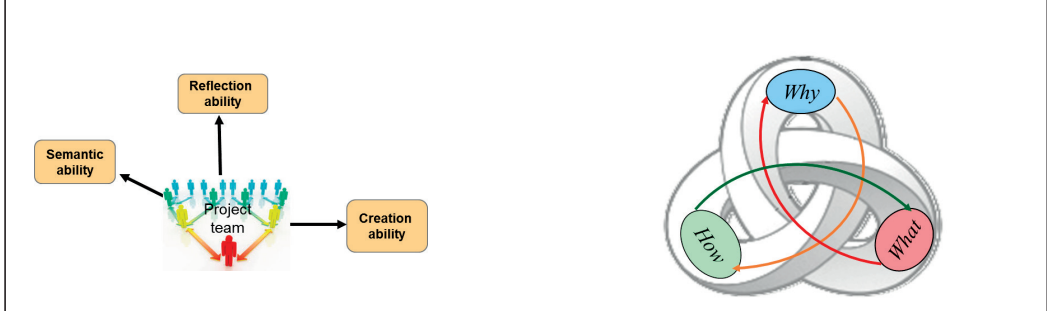 Reflection
ability
Semantic
ability
Project
team
Creation
ability
Why
How
What